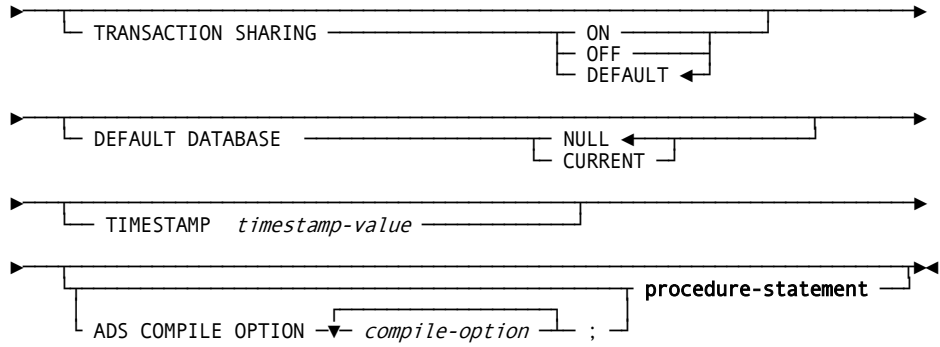 TRANSACTION SHARING ON
OFF
DEFAULT
DEFAULT DATABASE NULL
CURRENT
TIMESTAMP timestamp-value
procedure-statement
ADS COMPILE OPTION compile-option ;